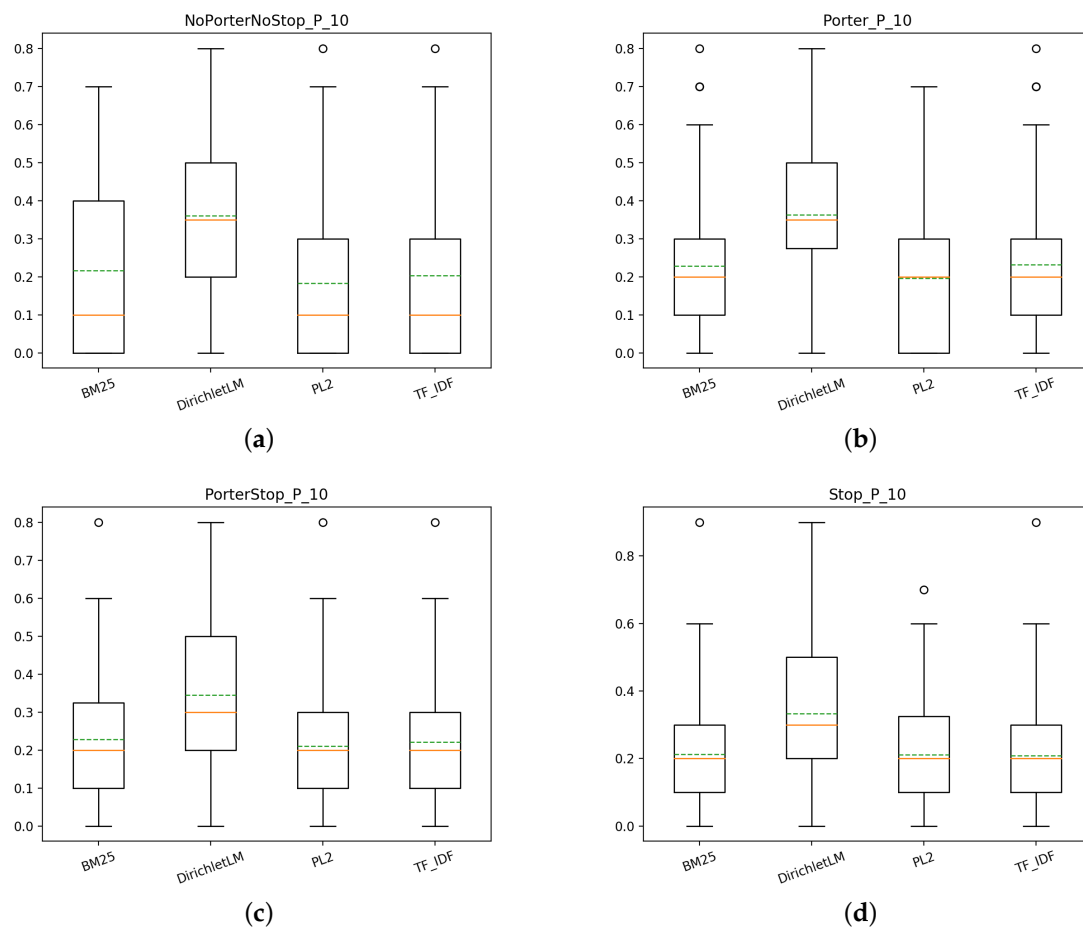 NoPorterNoStop_P_10
0.8
0.7
0.6
0.5
0.4
0.3
0.2
0.1
0.0
BM25 DirichletLM PL2 TF_IDF
(a)
Porter_P_10
0.8
0.7
0.6
0.5
0.4
0.3
0.2
0.1
0.0
BM25 DirichletLM PL2 TF_IDF
(b)
PorterStop_P_10
0.8
0.7
0.6
0.5
0.4
0.3
0.2
0.1
0.0
BM25 DirichletLM PL2 TF_IDF
(c)
Stop_P_10
0.8
0.6
0.4
0.2
0.0
BM25 DirichletLM PL2 TF_IDF
(d)